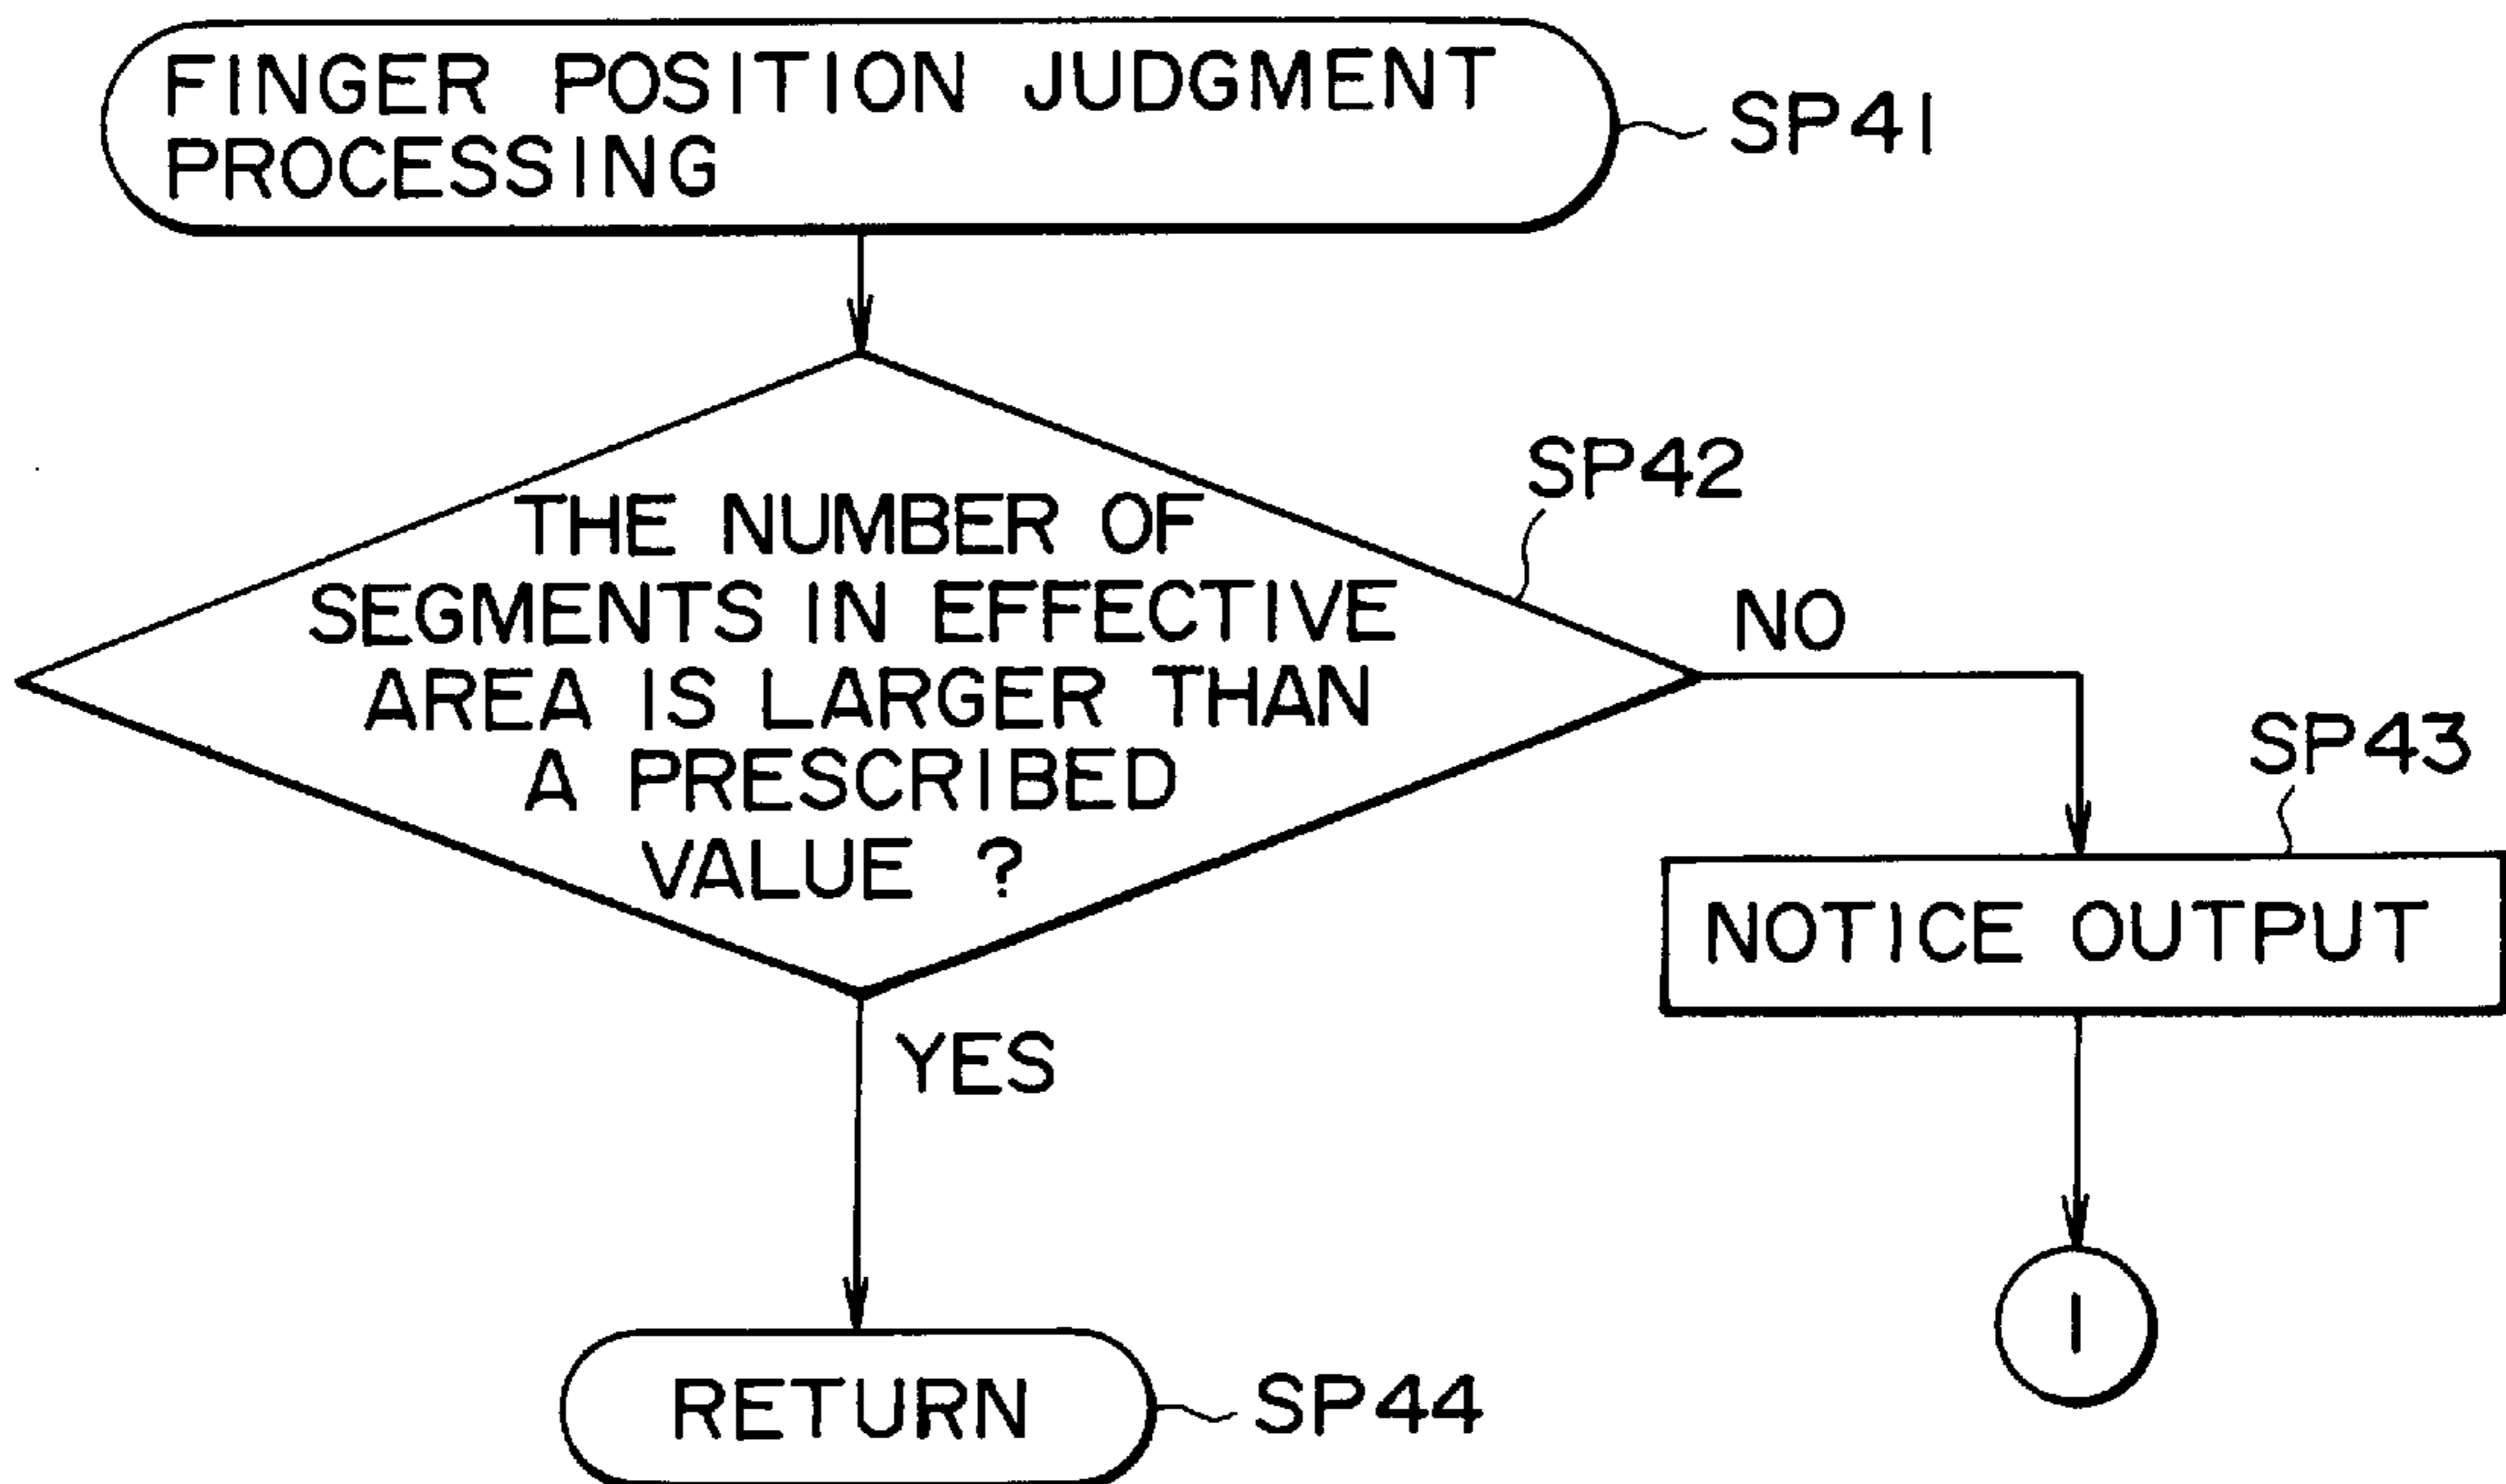 FINGER POSITION JUDGMENT
PROCESSING
SP41
SP42
THE NUMBER OF
SEGMENTS IN EFFECTIVE
AREA IS LARGER THAN
A PRESCRIBED
VALUE ?
NO
SP43
NOTICE OUTPUT
YES
1
RETURN
SP44